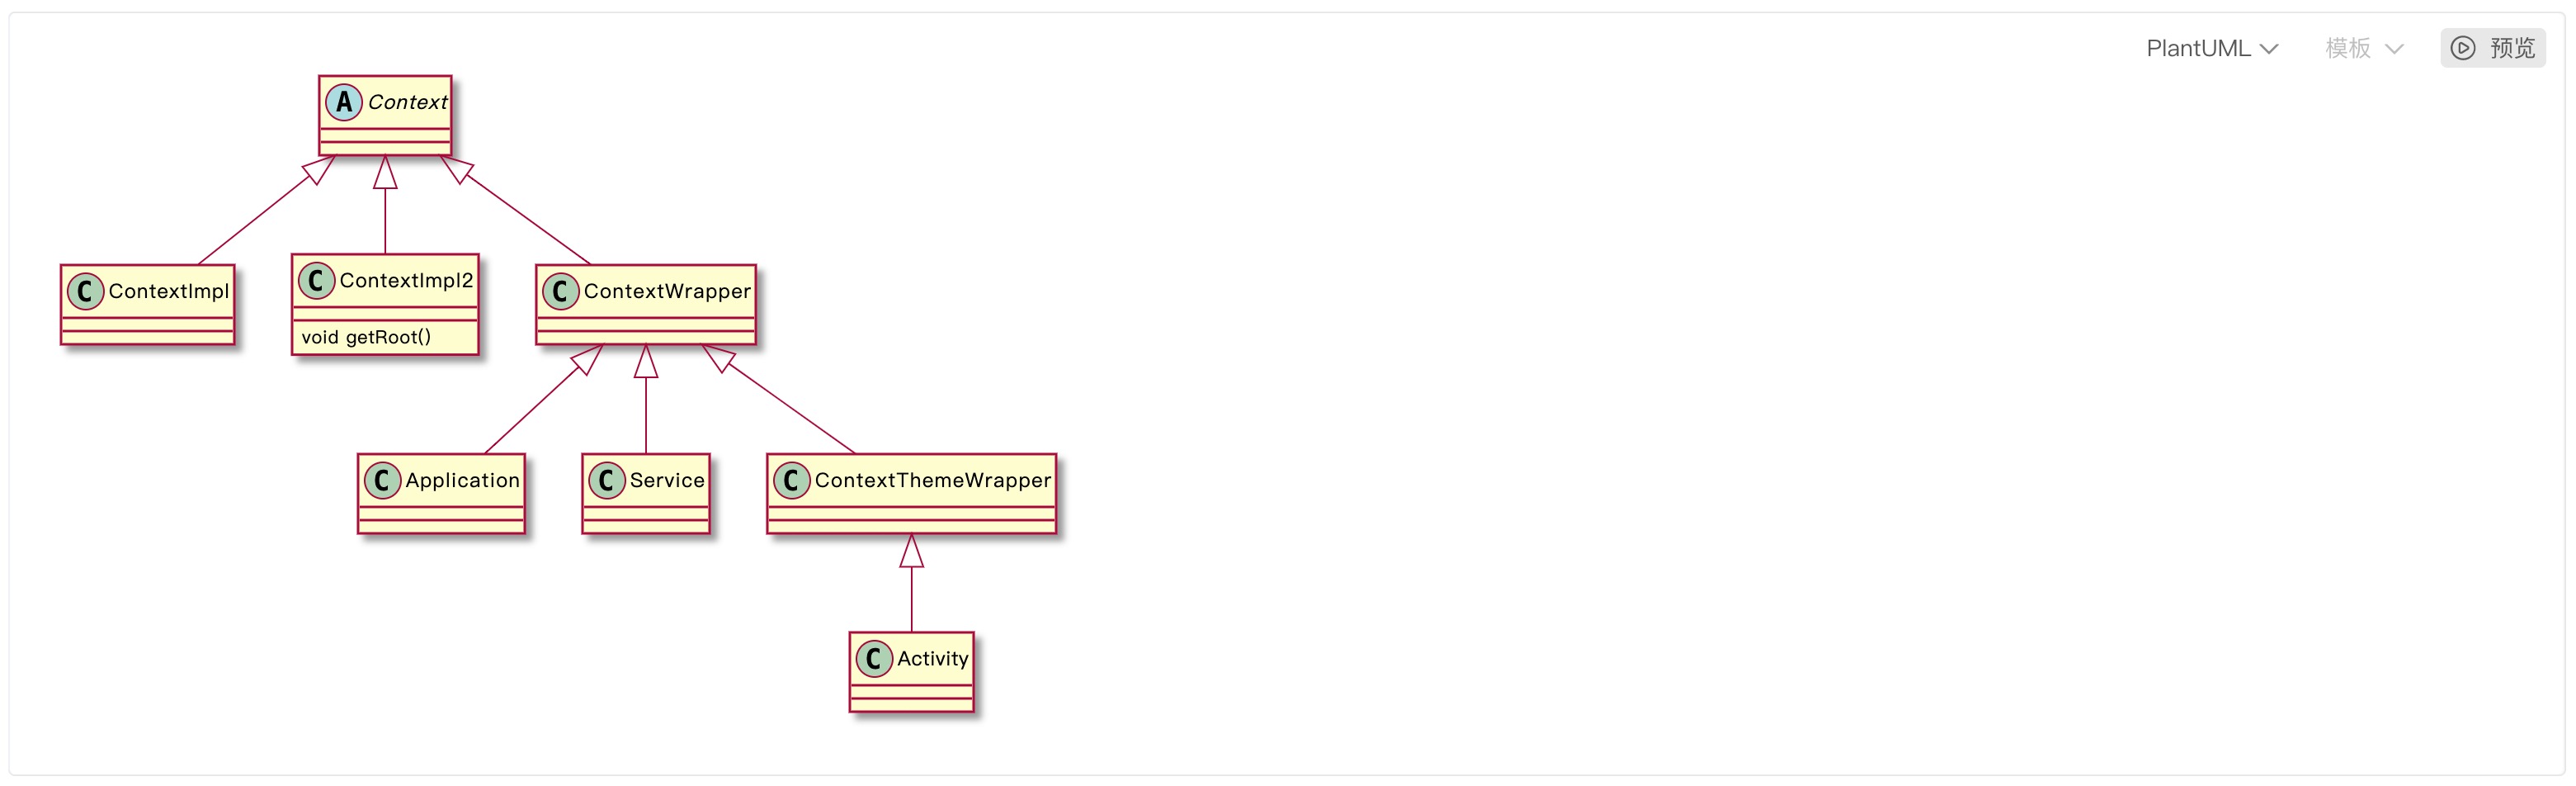 PlantUML 模板 预览
A Context
C ContextImpl
C ContextImpl2
void getRoot()
C ContextWrapper
C Application
C Service
C ContextThemeWrapper
C Activity